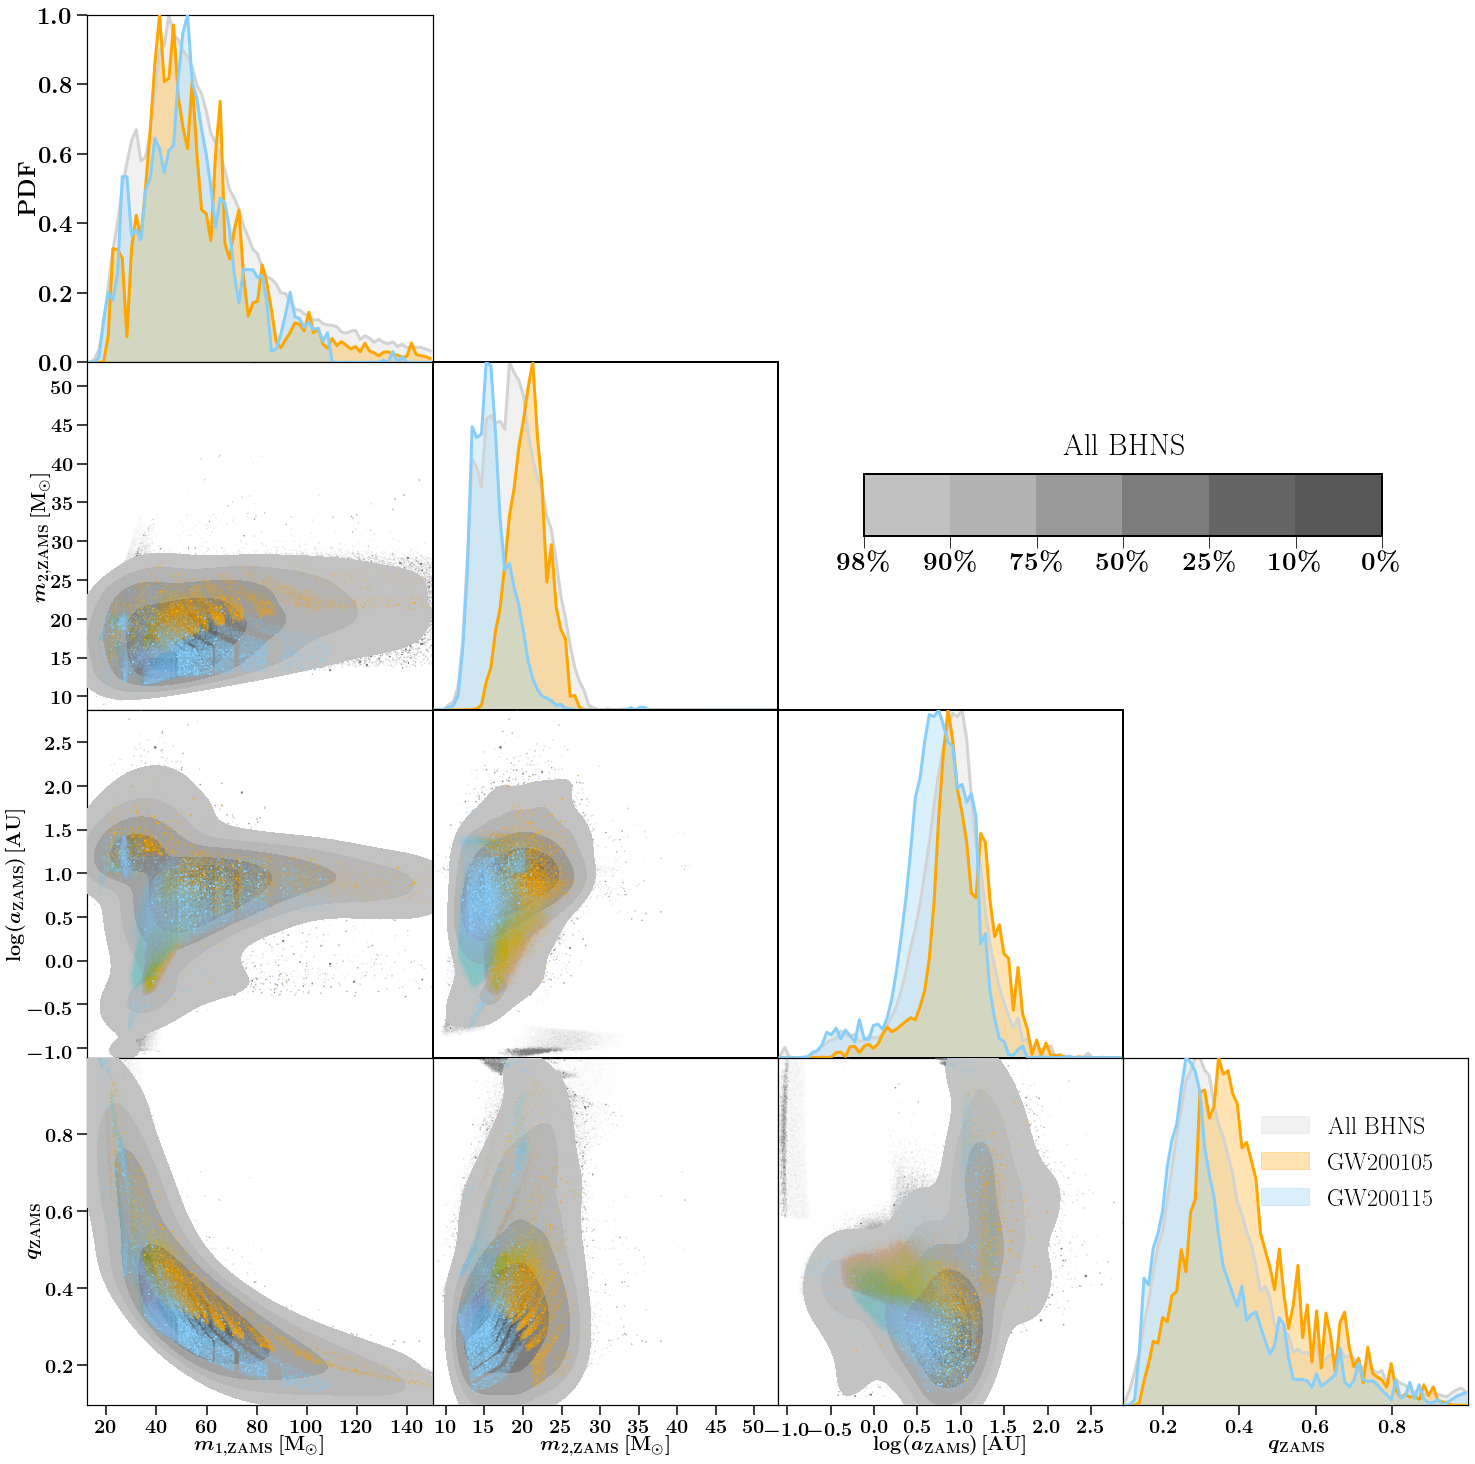 1.0
0.8
0.6
0.4
0.2
0.0
PDF
50
45
40
35
30
25
20
15
10
m2,ZAMS [M⊙]
All BHNS
98% 90% 75% 50% 25% 10% 0%
2.5
2.0
1.5
1.0
0.5
0.0
−0.5
−1.0
log(aZAMS) [AU]
0.8
0.6
0.4
0.2
qZAMS
All BHNS
GW200105
GW200115
20 40 60 80 100 120 140
m1,ZAMS [M⊙]
10 15 20 25 30 35 40 45 50
m2,ZAMS [M⊙]
−1.0 −0.5 0.0 0.5 1.0 1.5 2.0 2.5
log(aZAMS) [AU]
0.2 0.4 0.6 0.8
qZAMS